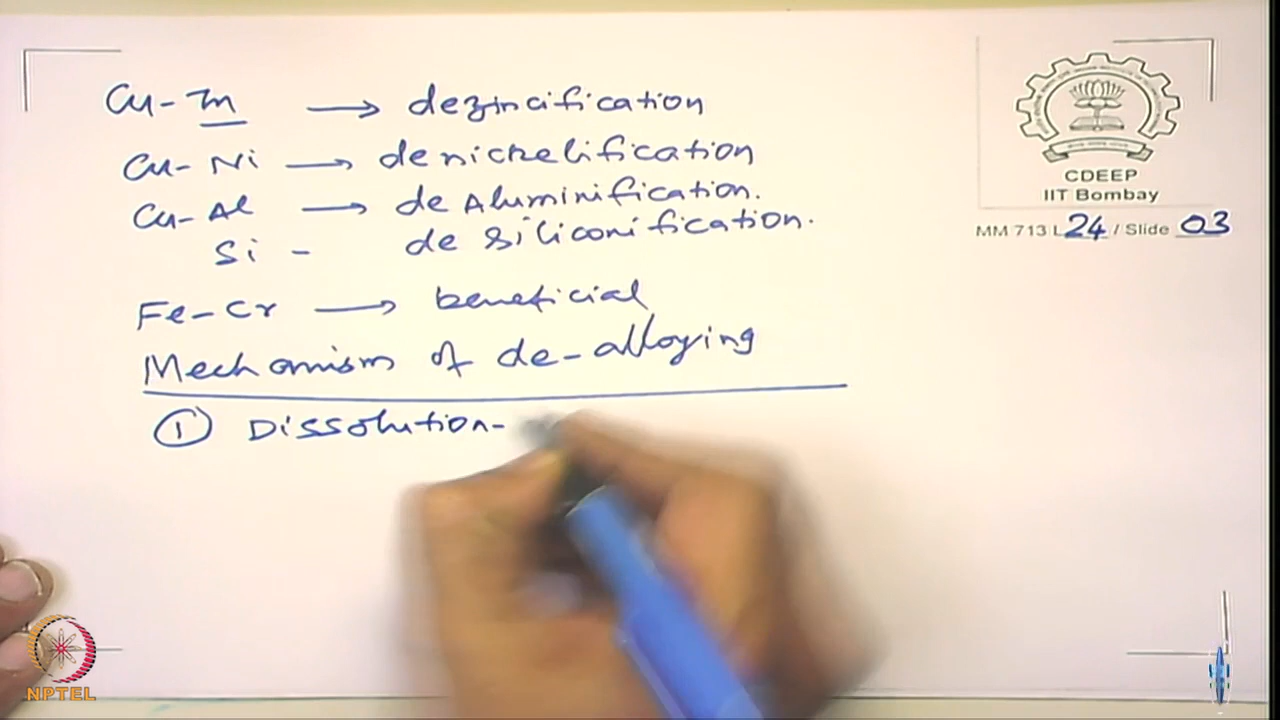 Cu-Zn → dezincification
Cu-Ni → denickelification
Cu-Al → de Aluminification.
Si - de siliconification.
Fe-Cr → beneficial
Mechanism of de-alloying
① Dissolution-
CDEEP
IIT Bombay
MM 713 L24 / Slide 03
NPTEL